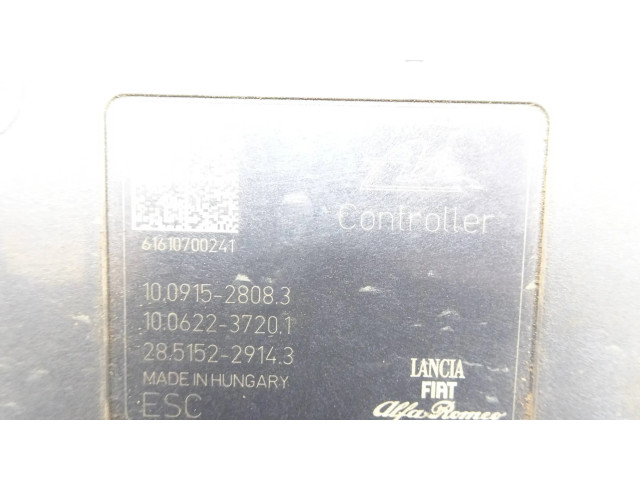 Controller
61610700241
10.0915-2808.3
10.0622-3720.1
28.5152-2914.3
MADE IN HUNGARY
ESC
LANCIA
FIAT
Alfa Romeo